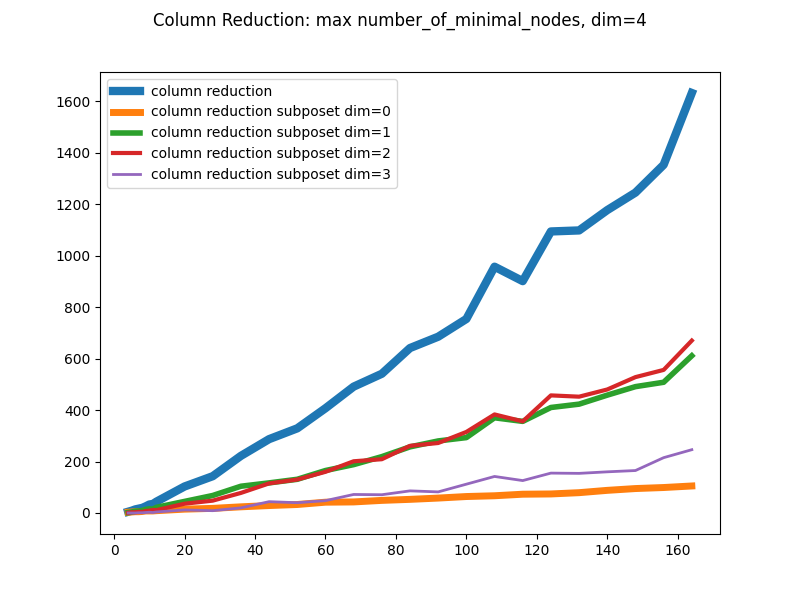 Column Reduction: max number_of_minimal_nodes, dim=4
column reduction
column reduction subposet dim=0
column reduction subposet dim=1
column reduction subposet dim=2
column reduction subposet dim=3
1600
1400
1200
1000
800
600
400
200
0
0 20 40 60 80 100 120 140 160